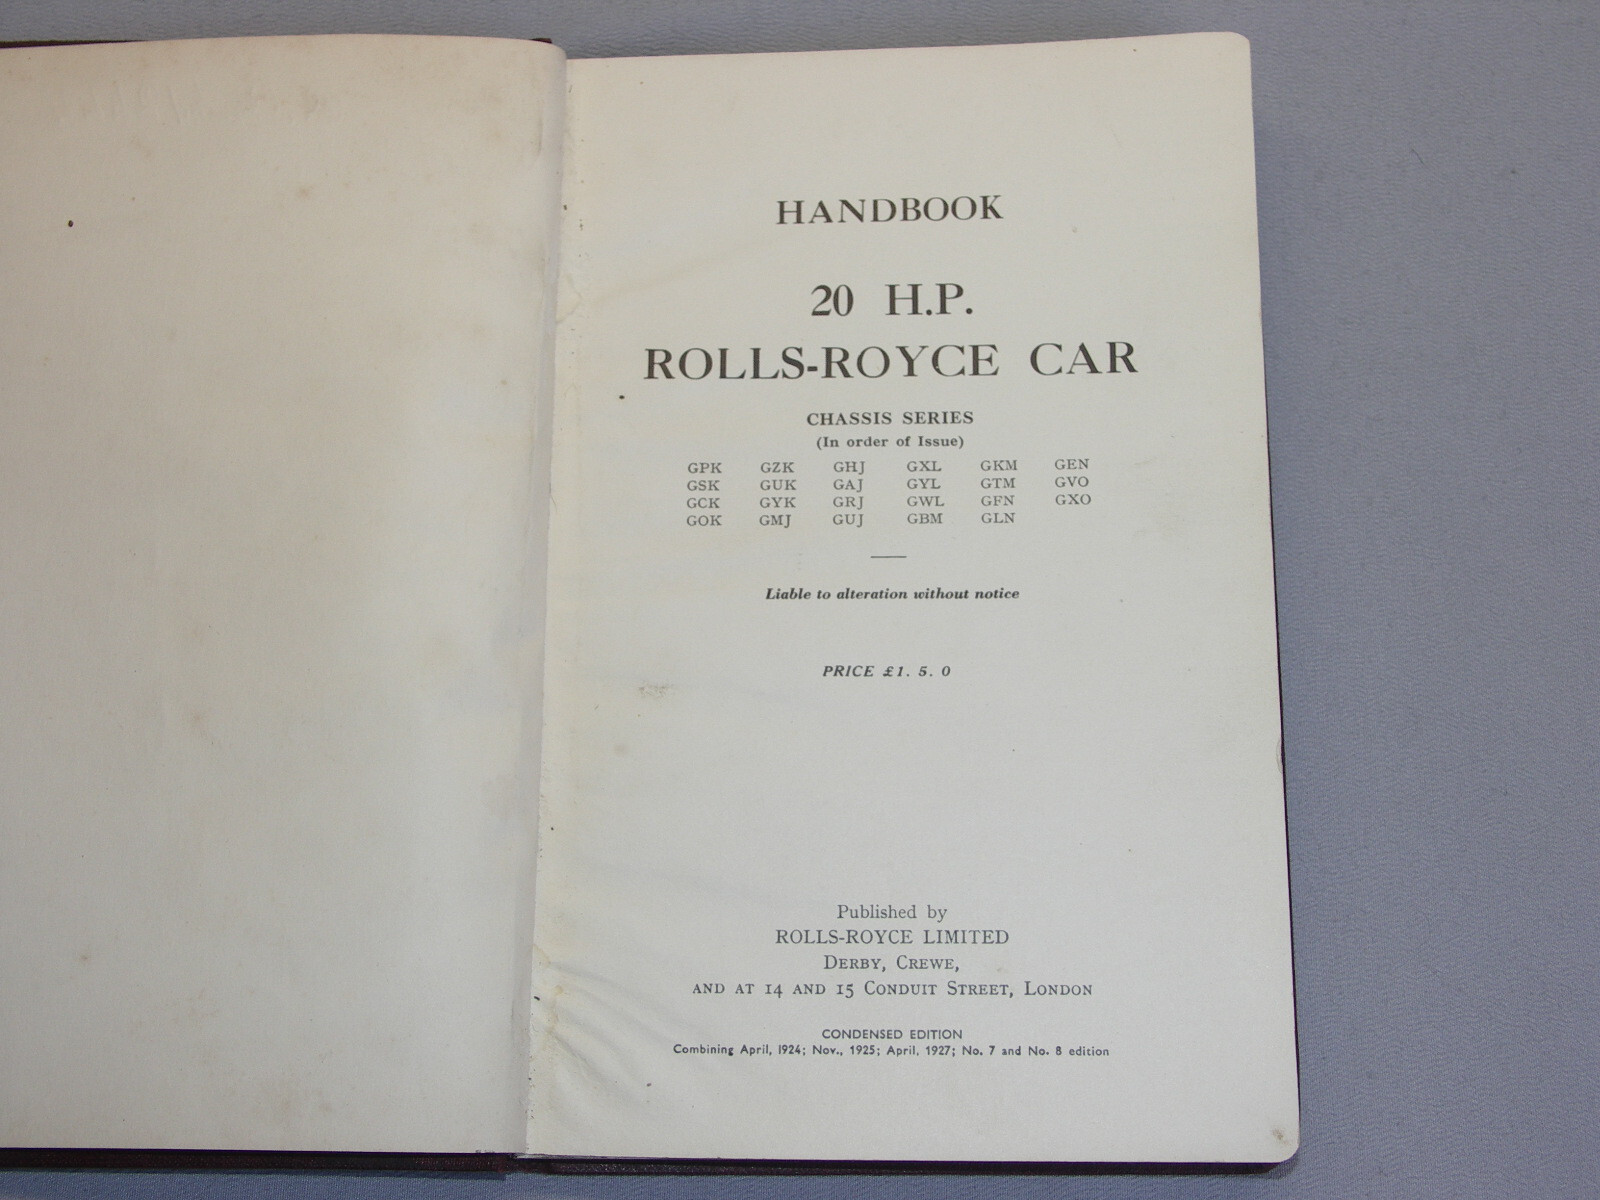 HANDBOOK
20 H.P.
ROLLS-ROYCE CAR
CHASSIS SERIES
(In order of Issue)
GPK GZK GHJ GXL GKM GEN
GSK GUK GAJ GYL GTM GVO
GCK GYK GRJ GWL GFN GXO
GOK GMJ GUJ GBM GLN
Liable to alteration without notice
PRICE £1. 5. 0
Published by
ROLLS-ROYCE LIMITED
DERBY, CREWE,
AND AT 14 AND 15 CONDUIT STREET, LONDON
CONDENSED EDITION
Combining April, 1924; Nov., 1925; April, 1927; No. 7 and No. 8 edition